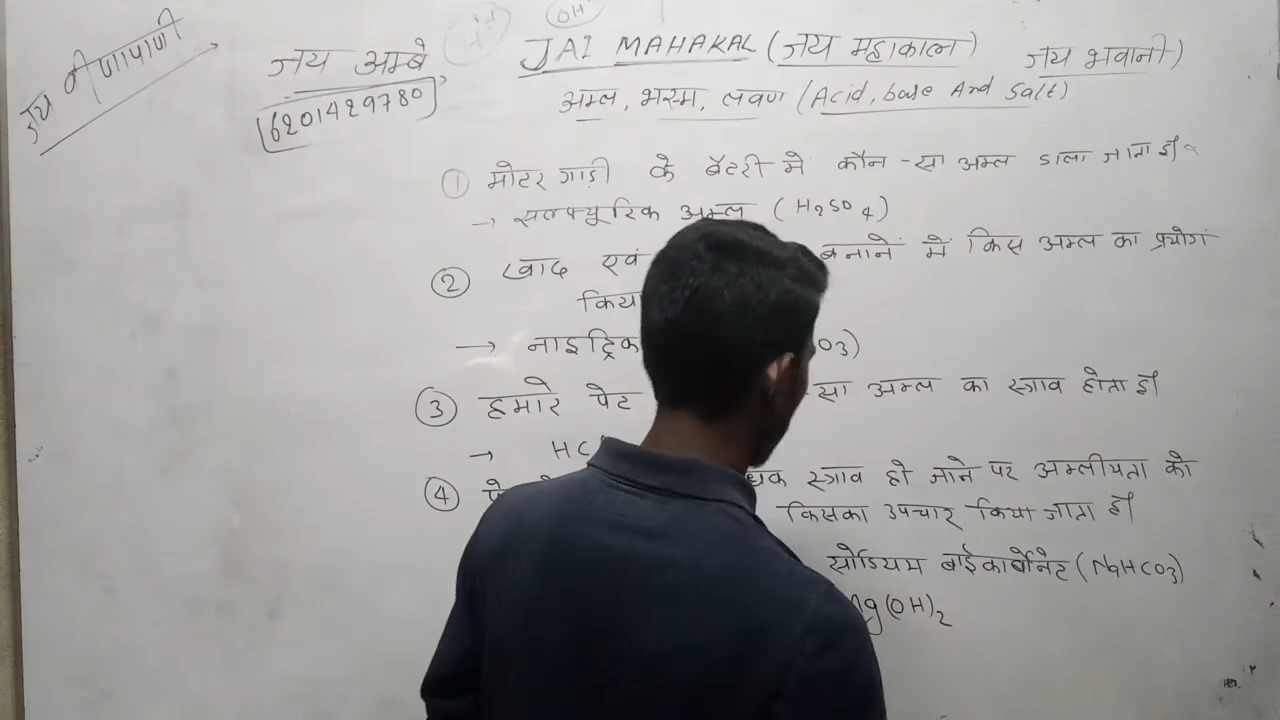 जय वीणापाणी
OH⁻
H⁺
जय अम्बे JAI MAHAKAL (जय महाकाल) जय भवानी)
6201429780
अम्ल, भस्म, लवण (Acid, base And Salt)
① मोटर गाड़ी के बॅटरी में कौन-सा अम्ल डाला जाता है
→ सल्फ्यूरिक अम्ल (H2SO4)
② खाद एवं बनानें में किस अम्ल का प्रयोग
किया
→ नाइट्रिक O3)
③ हमारे पेट सा अम्ल का स्त्राव होता है
→ HC
④ धक स्त्राव हो जाने पर अम्लीयता को
किसका उपचार किया जाता है
सोडियम बाईकार्बोनेट (NaHCO3)
Mg(OH)2